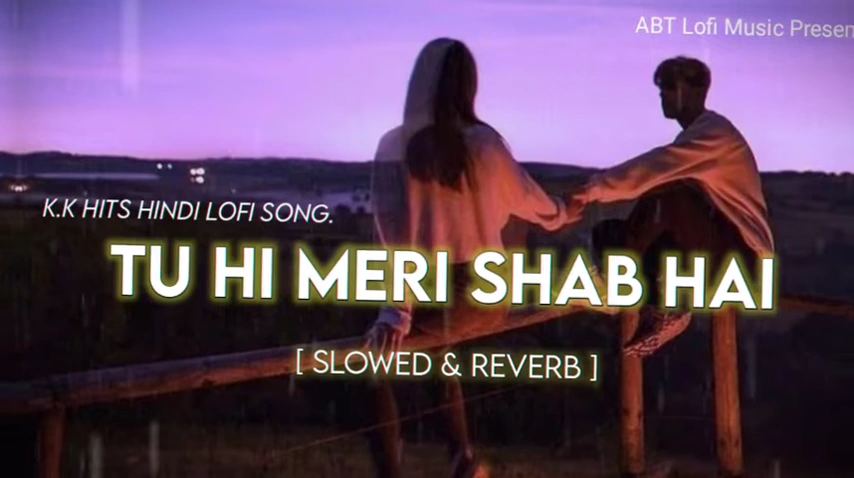 ABT Lofi Music Presen
K.K HITS HINDI LOFI SONG.
TU HI MERI SHAB HAI
[ SLOWED & REVERB ]